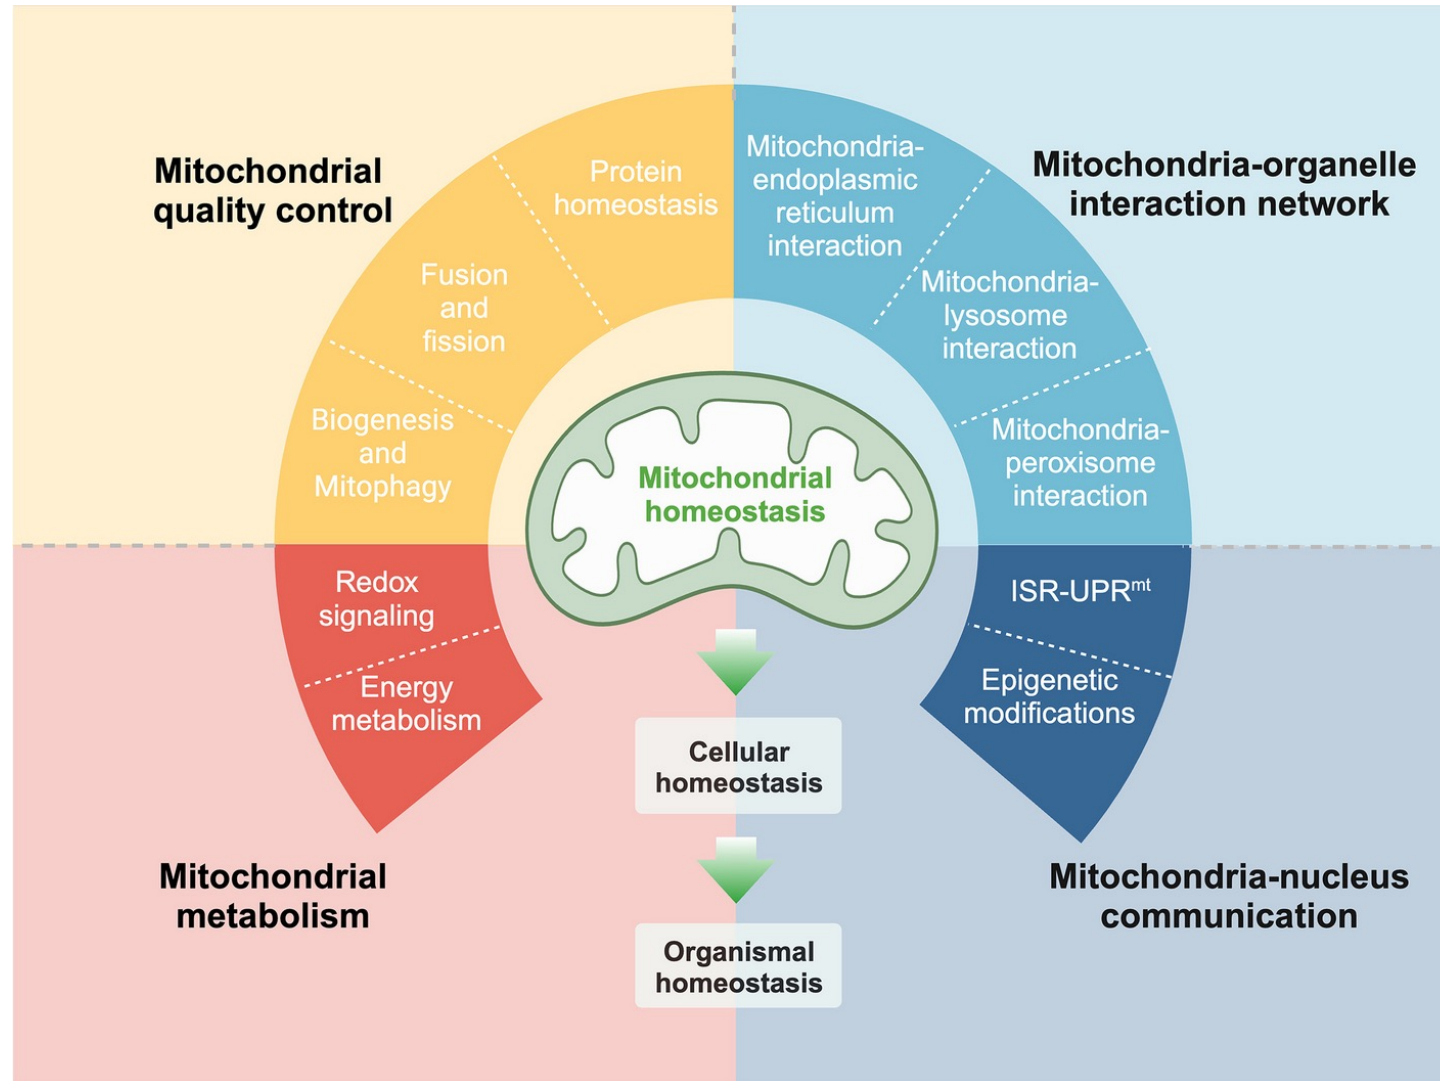 Mitochondrial
quality control
Protein
homeostasis
Fusion
and
fission
Biogenesis
and
Mitophagy
Mitochondria-organelle
interaction network
Mitochondria-
endoplasmic
reticulum
interaction
Mitochondria-
lysosome
interaction
Mitochondria-
peroxisome
interaction
Mitochondrial
homeostasis
Redox
signaling
Energy
metabolism
Mitochondrial
metabolism
ISR-UPRmt
Epigenetic
modifications
Mitochondria-nucleus
communication
Cellular
homeostasis
Organismal
homeostasis